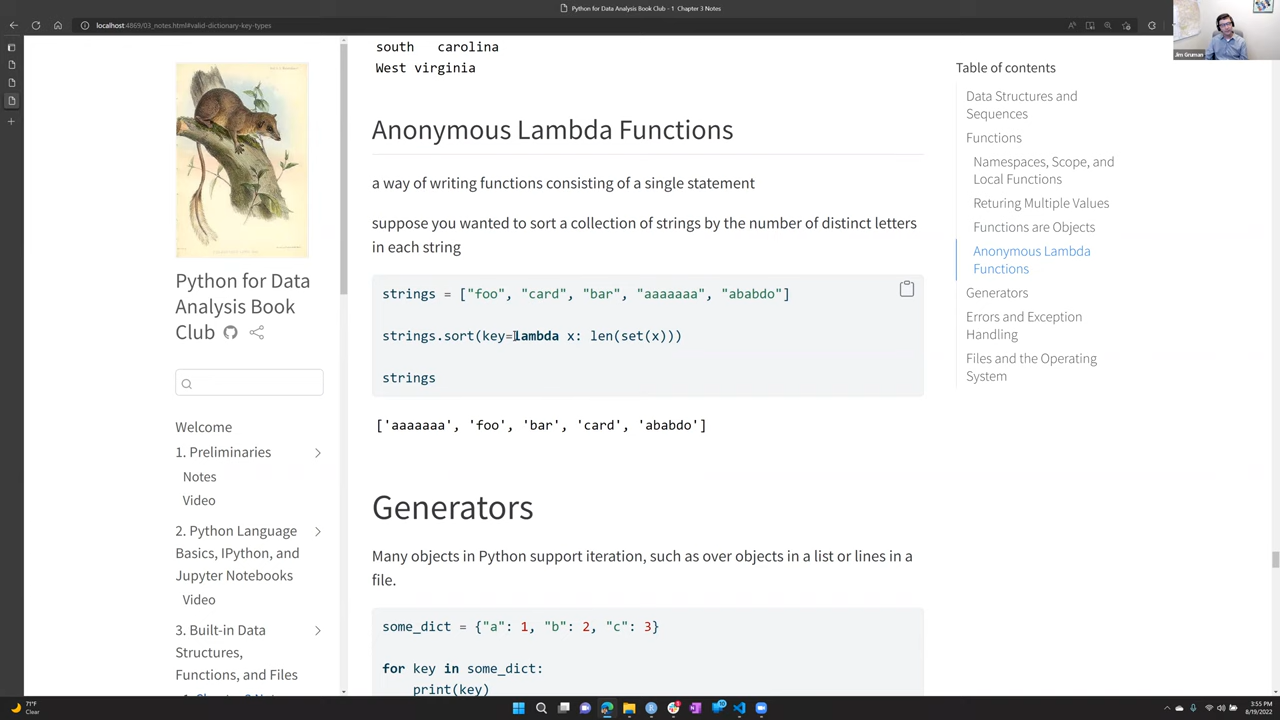 Python for Data Analysis Book Club - 1 Chapter 3 Notes
localhost:4869/03_notes.html#valid-dictionary-key-types
Jim Gruman
Python for Data
Analysis Book
Club
Welcome
1. Preliminaries
Notes
Video
2. Python Language
Basics, IPython, and
Jupyter Notebooks
Video
3. Built-in Data
Structures,
Functions, and Files
south   carolina
West virginia
Anonymous Lambda Functions
a way of writing functions consisting of a single statement
suppose you wanted to sort a collection of strings by the number of distinct letters
in each string
strings = ["foo", "card", "bar", "aaaaaaa", "ababdo"]
strings.sort(key=lambda x: len(set(x)))
strings
['aaaaaaa', 'foo', 'bar', 'card', 'ababdo']
Generators
Many objects in Python support iteration, such as over objects in a list or lines in a
file.
some_dict = {"a": 1, "b": 2, "c": 3}
for key in some_dict:
    print(key)
Table of contents
Data Structures and
Sequences
Functions
Namespaces, Scope, and
Local Functions
Returing Multiple Values
Functions are Objects
Anonymous Lambda
Functions
Generators
Errors and Exception
Handling
Files and the Operating
System
71°F
Clear
3:55 PM
8/19/2022